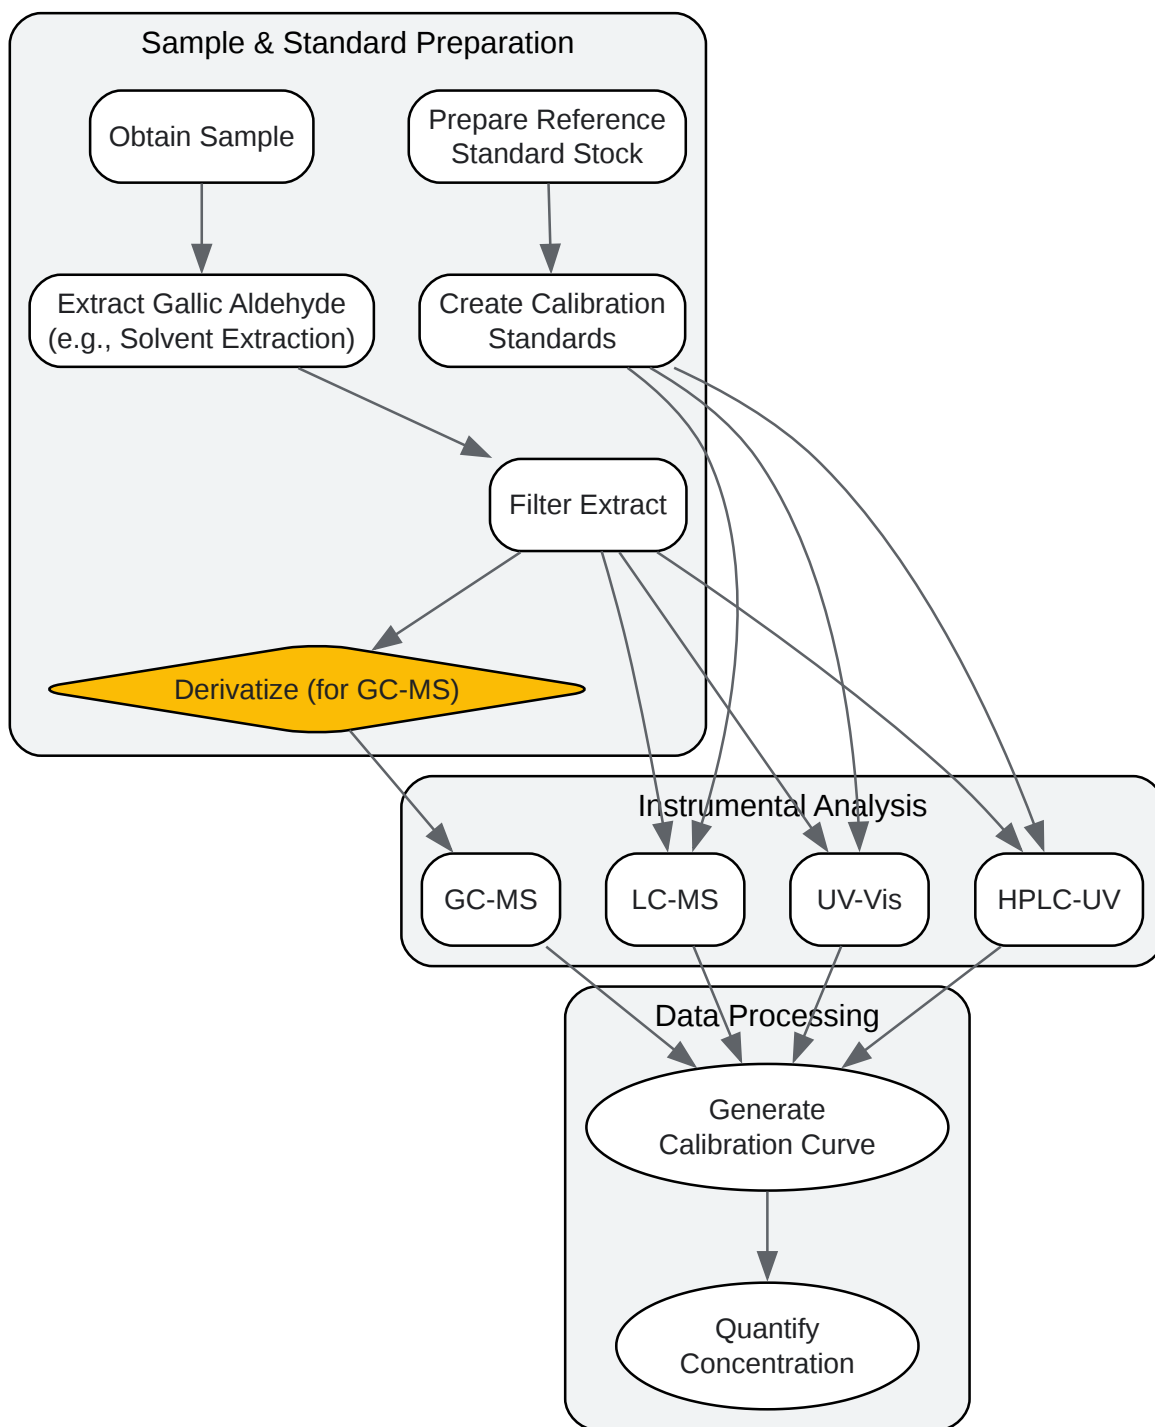 Sample & Standard Preparation
Obtain Sample
Prepare Reference
Standard Stock
Extract Gallic Aldehyde
(e.g., Solvent Extraction)
Create Calibration
Standards
Filter Extract
Derivatize (for GC-MS)
Instrumental Analysis
GC-MS
LC-MS
UV-Vis
HPLC-UV
Data Processing
Generate
Calibration Curve
Quantify
Concentration